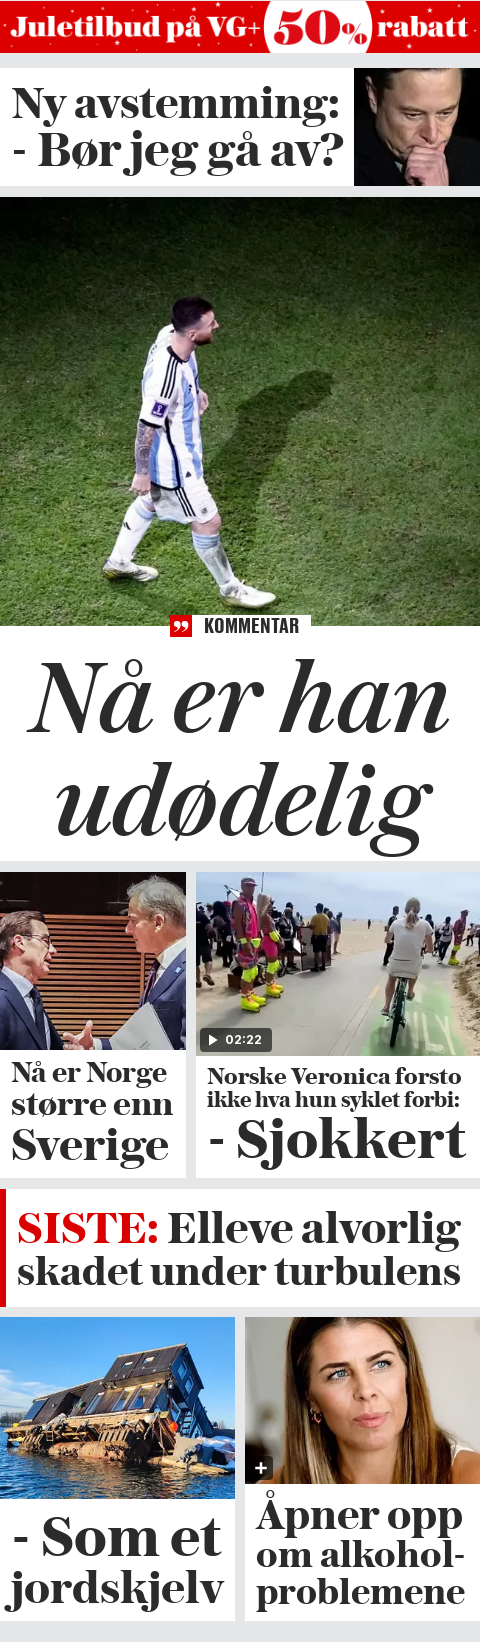 Juletilbud på VG+ 50% rabatt
Ny avstemming:
- Bør jeg gå av?
KOMMENTAR
Nå er han
udødelig
02:22
Nå er Norge
større enn
Sverige
Norske Veronica forsto
ikke hva hun syklet forbi:
- Sjokkert
SISTE: Elleve alvorlig
skadet under turbulens
- Som et
jordskjelv
Åpner opp
om alkohol-
problemene